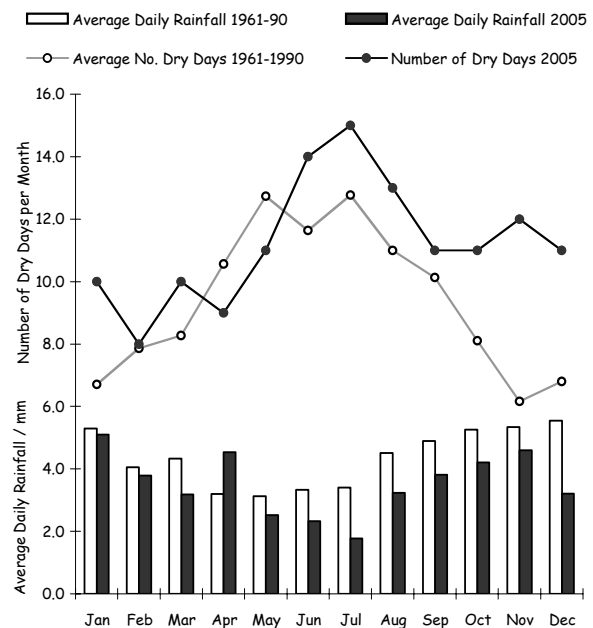 Average Daily Rainfall 1961-90
Average Daily Rainfall 2005
Average No. Dry Days 1961-1990
Number of Dry Days 2005
Number of Dry Days per Month
Average Daily Rainfall / mm
16.0
14.0
12.0
10.0
8.0
6.0
4.0
2.0
0.0
Jan Feb Mar Apr May Jun Jul Aug Sep Oct Nov Dec